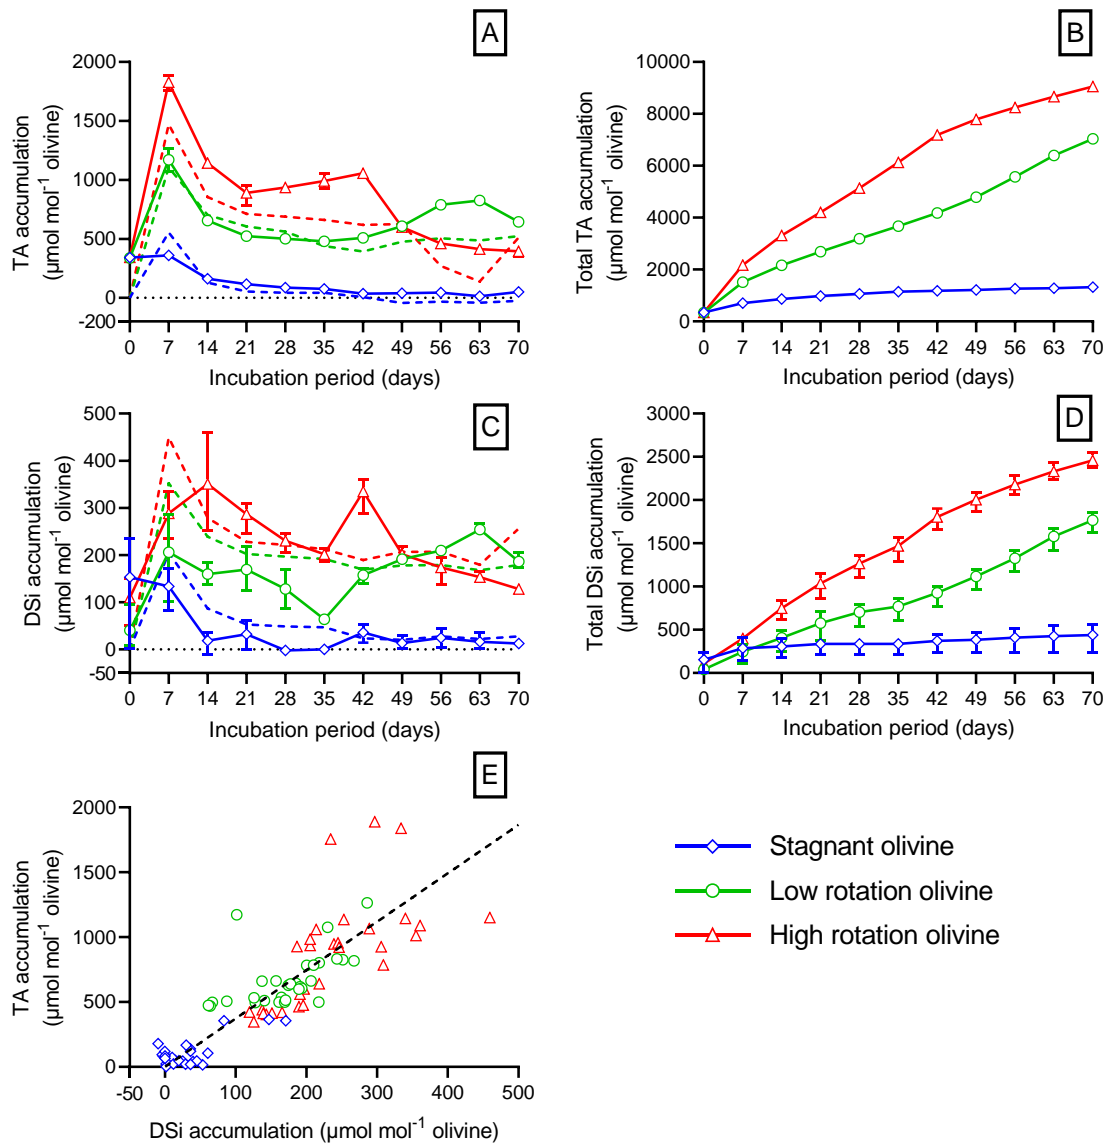 A
TA accumulation
(μmol mol⁻¹ olivine)
2000
1500
1000
500
0
-200
0 7 14 21 28 35 42 49 56 63 70
Incubation period (days)
B
Total TA accumulation
(μmol mol⁻¹ olivine)
10000
8000
6000
4000
2000
0
0 7 14 21 28 35 42 49 56 63 70
Incubation period (days)
C
DSi accumulation
(μmol mol⁻¹ olivine)
500
400
300
200
100
0
-50
0 7 14 21 28 35 42 49 56 63 70
Incubation period (days)
D
Total DSi accumulation
(μmol mol⁻¹ olivine)
3000
2500
2000
1500
1000
500
0
0 7 14 21 28 35 42 49 56 63 70
Incubation period (days)
E
TA accumulation
(μmol mol⁻¹ olivine)
2000
1500
1000
500
0
-50 0 100 200 300 400 500
DSi accumulation (μmol mol⁻¹ olivine)
Stagnant olivine
Low rotation olivine
High rotation olivine